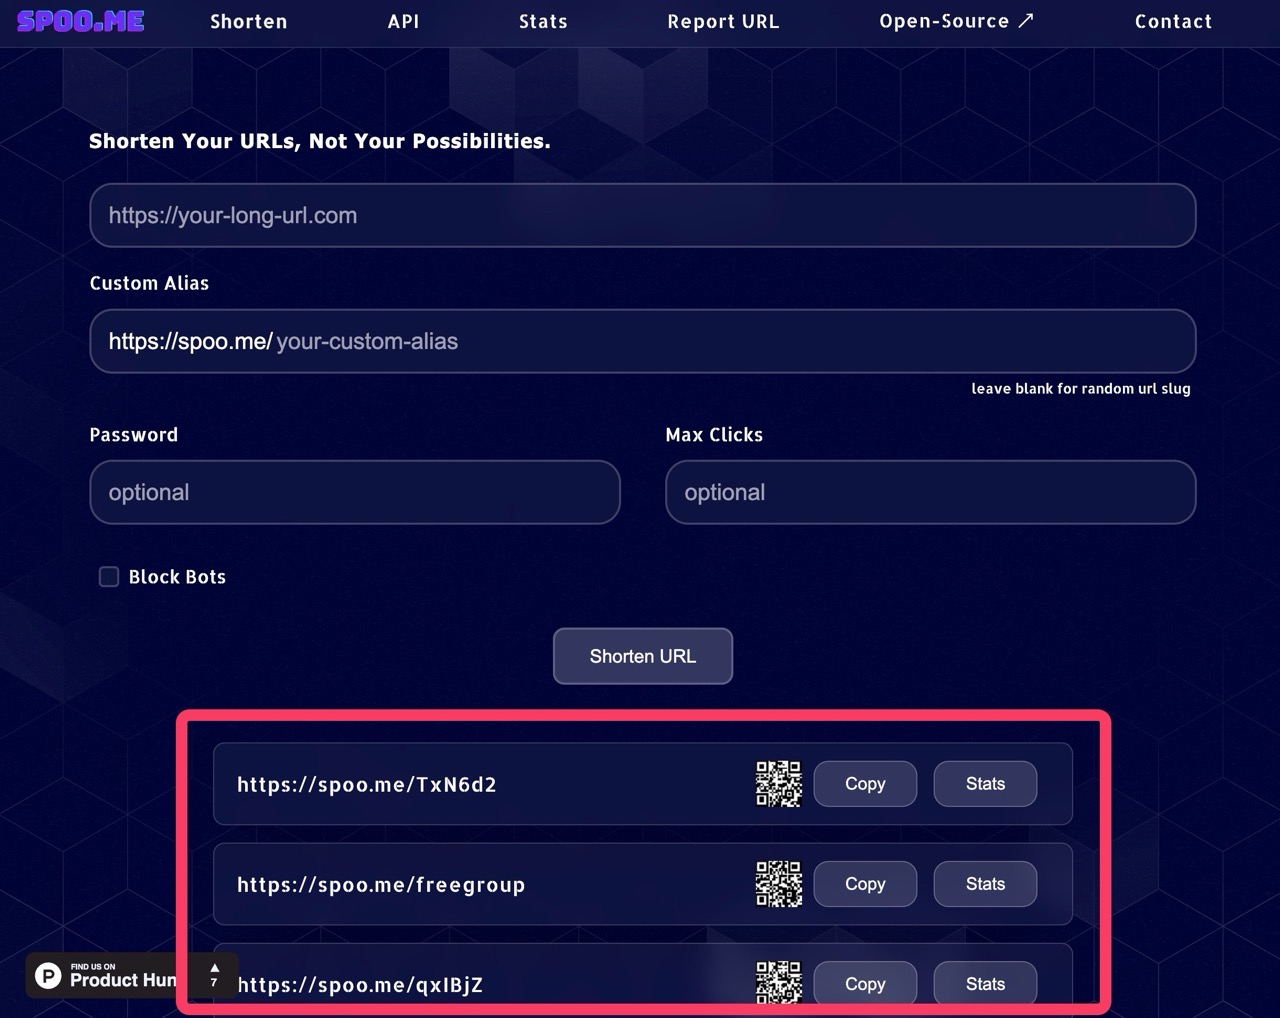 SPOO.ME Shorten API Stats Report URL Open-Source ↗ Contact
Shorten Your URLs, Not Your Possibilities.
https://your-long-url.com
Custom Alias
https://spoo.me/ your-custom-alias
leave blank for random url slug
Password Max Clicks
optional optional
Block Bots
Shorten URL
https://spoo.me/TxN6d2 Copy Stats
https://spoo.me/freegroup Copy Stats
FIND US ON
Product Hun ▲ 7
https://spoo.me/qxIBjZ Copy Stats